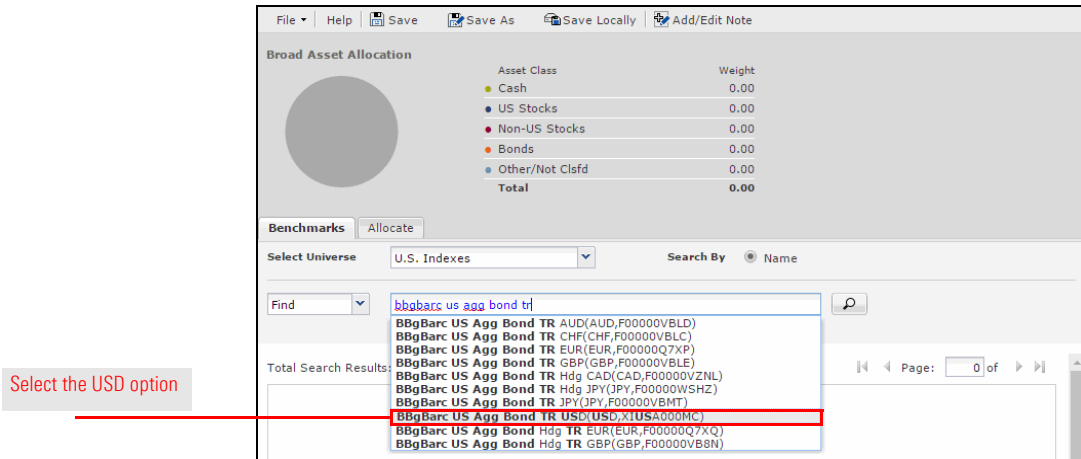 File Help Save Save As Save Locally Add/Edit Note
Broad Asset Allocation
Asset Class Weight
Cash 0.00
US Stocks 0.00
Non-US Stocks 0.00
Bonds 0.00
Other/Not Clsfd 0.00
Total 0.00
Benchmarks Allocate
Select Universe U.S. Indexes Search By Name
Find bbgbarc us agg bond tr
BBgBarc US Agg Bond TR AUD(AUD,F00000VBLD)
BBgBarc US Agg Bond TR CHF(CHF,F00000VBLC)
BBgBarc US Agg Bond TR EUR(EUR,F00000Q7XP)
BBgBarc US Agg Bond TR GBP(GBP,F00000VBLE)
Total Search Results: Page: 0 of
BBgBarc US Agg Bond TR Hdg CAD(CAD,F00000VZNL)
BBgBarc US Agg Bond TR Hdg JPY(JPY,F00000WSHZ)
BBgBarc US Agg Bond TR JPY(JPY,F00000VBMT)
Select the USD option
BBgBarc US Agg Bond TR USD(USD,XIUSA000MC)
BBgBarc US Agg Bond Hdg TR EUR(EUR,F00000Q7XQ)
BBgBarc US Agg Bond Hdg TR GBP(GBP,F00000VB8N)